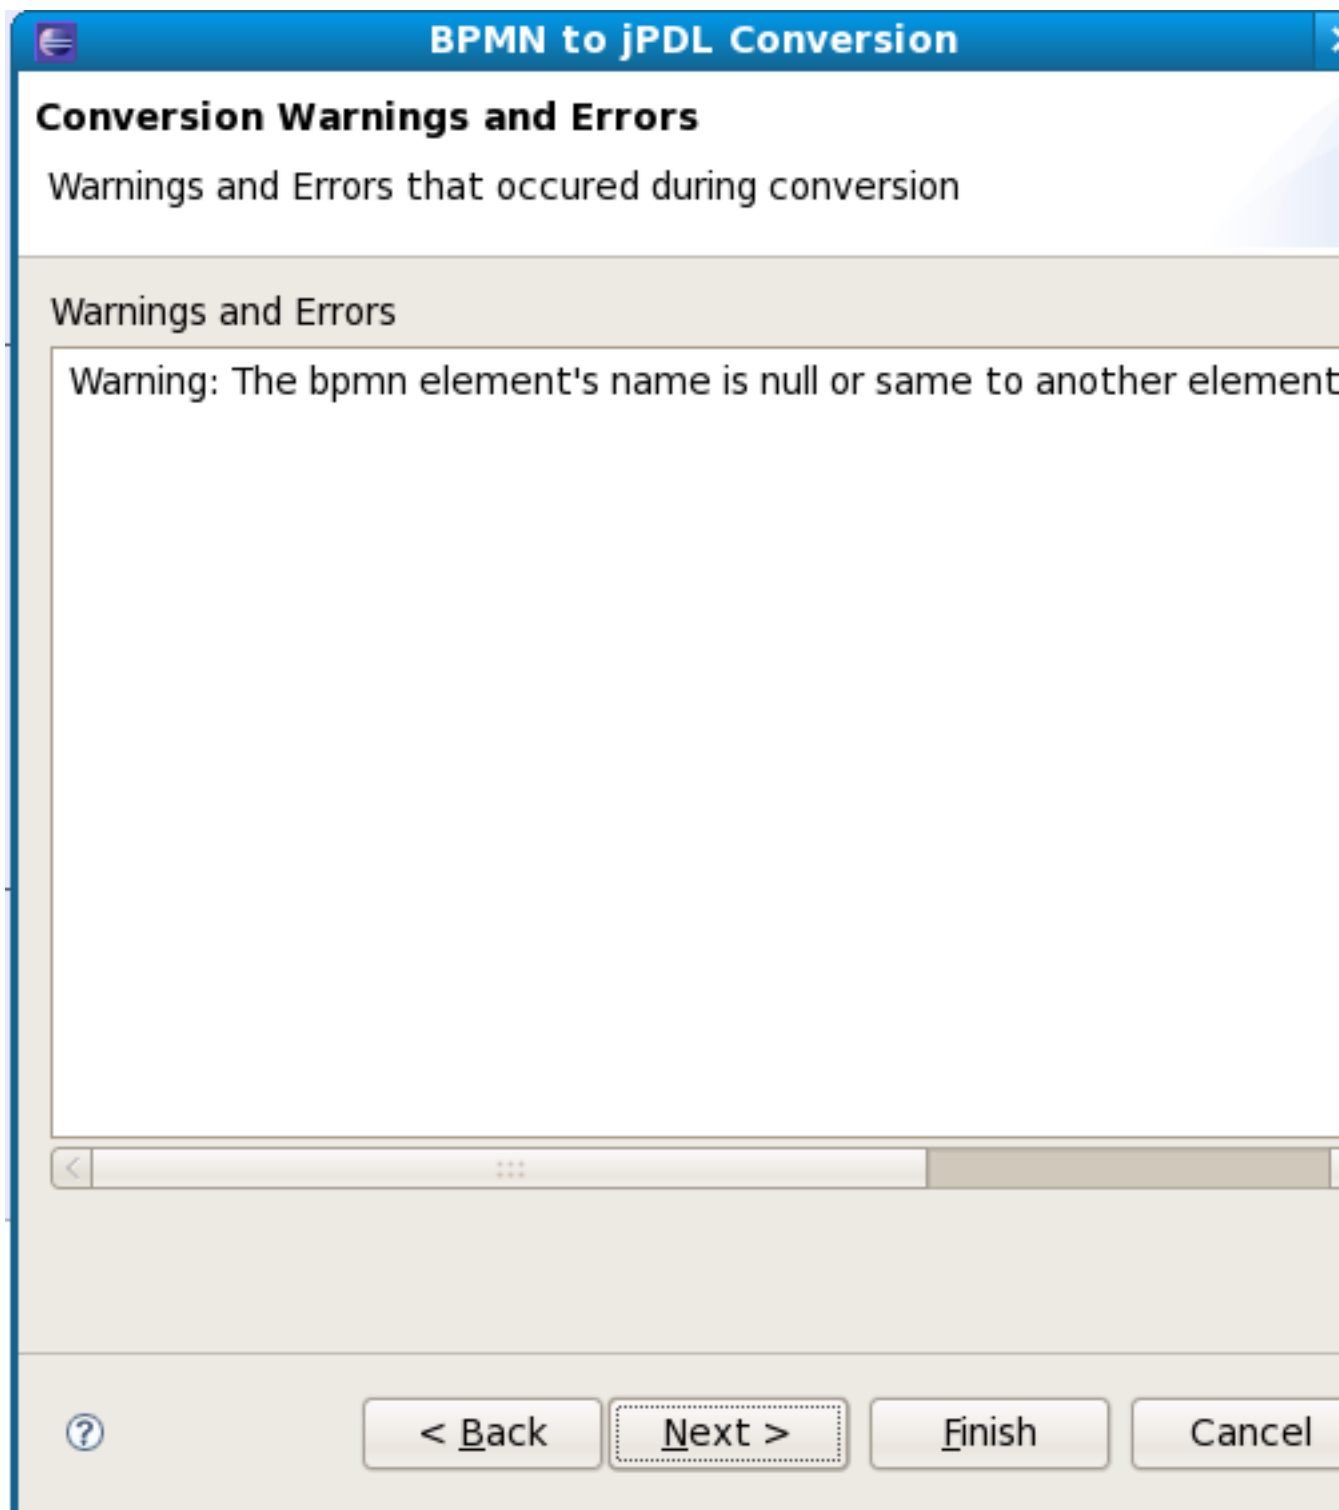 BPMN to jPDL Conversion
Conversion Warnings and Errors
Warnings and Errors that occured during conversion
Warnings and Errors
Warning: The bpmn element's name is null or same to another element
< Back Next > Finish Cancel